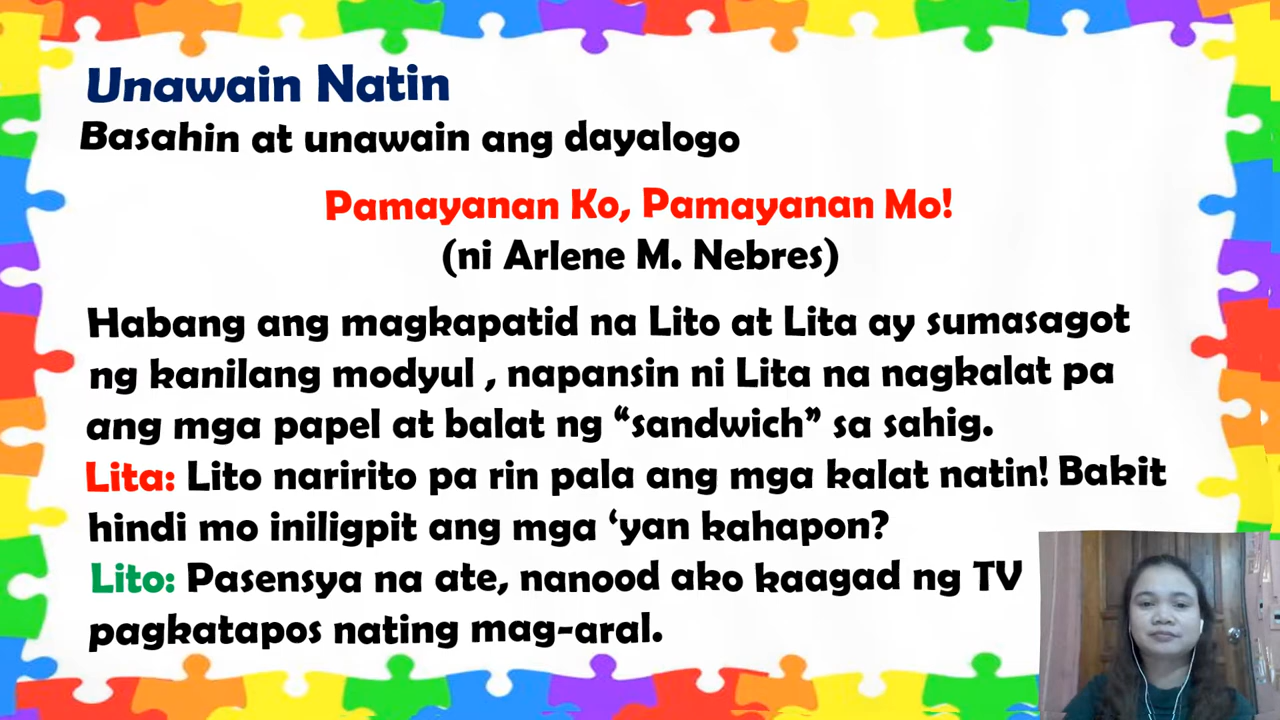 Unawain Natin
Basahin at unawain ang dayalogo
Pamayanan Ko, Pamayanan Mo!
(ni Arlene M. Nebres)
Habang ang magkapatid na Lito at Lita ay sumasagot
ng kanilang modyul , napansin ni Lita na nagkalat pa
ang mga papel at balat ng “sandwich” sa sahig.
Lita: Lito naririto pa rin pala ang mga kalat natin! Bakit
hindi mo iniligpit ang mga ‘yan kahapon?
Lito: Pasensya na ate, nanood ako kaagad ng TV
pagkatapos nating mag-aral.